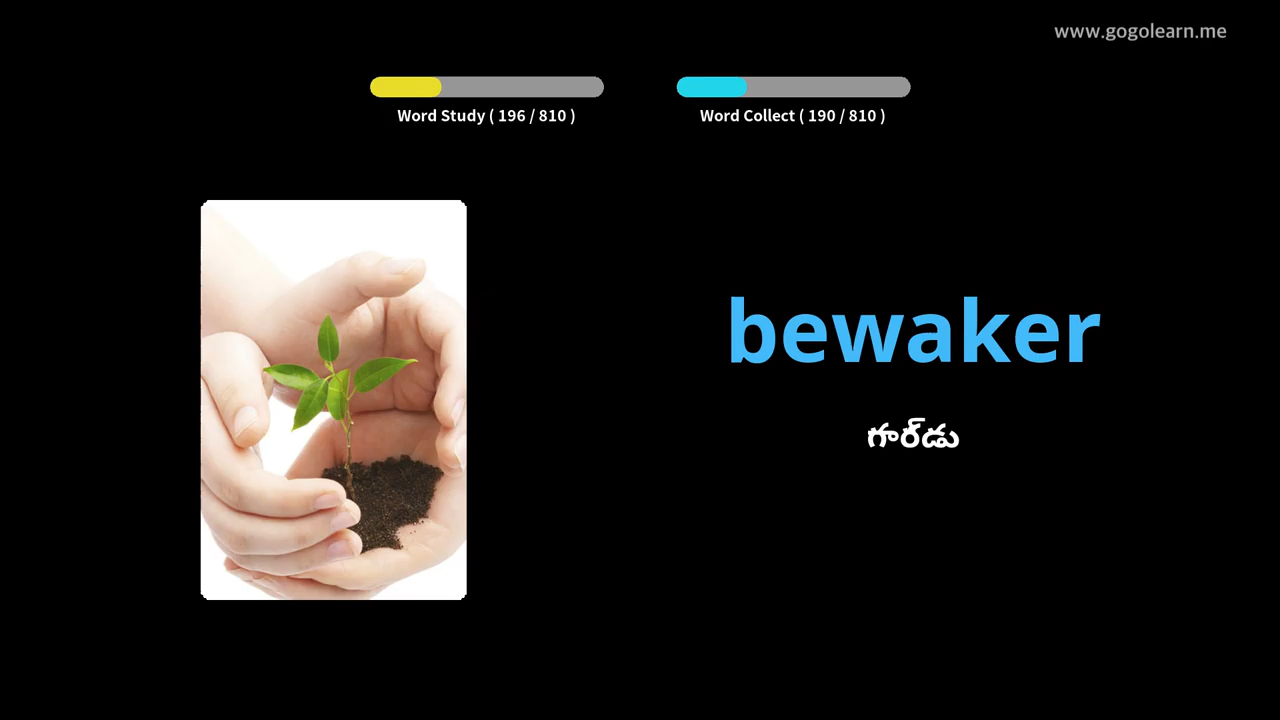 www.gogolearn.me
Word Study ( 196 / 810 )
Word Collect ( 190 / 810 )
bewaker
గార్డు